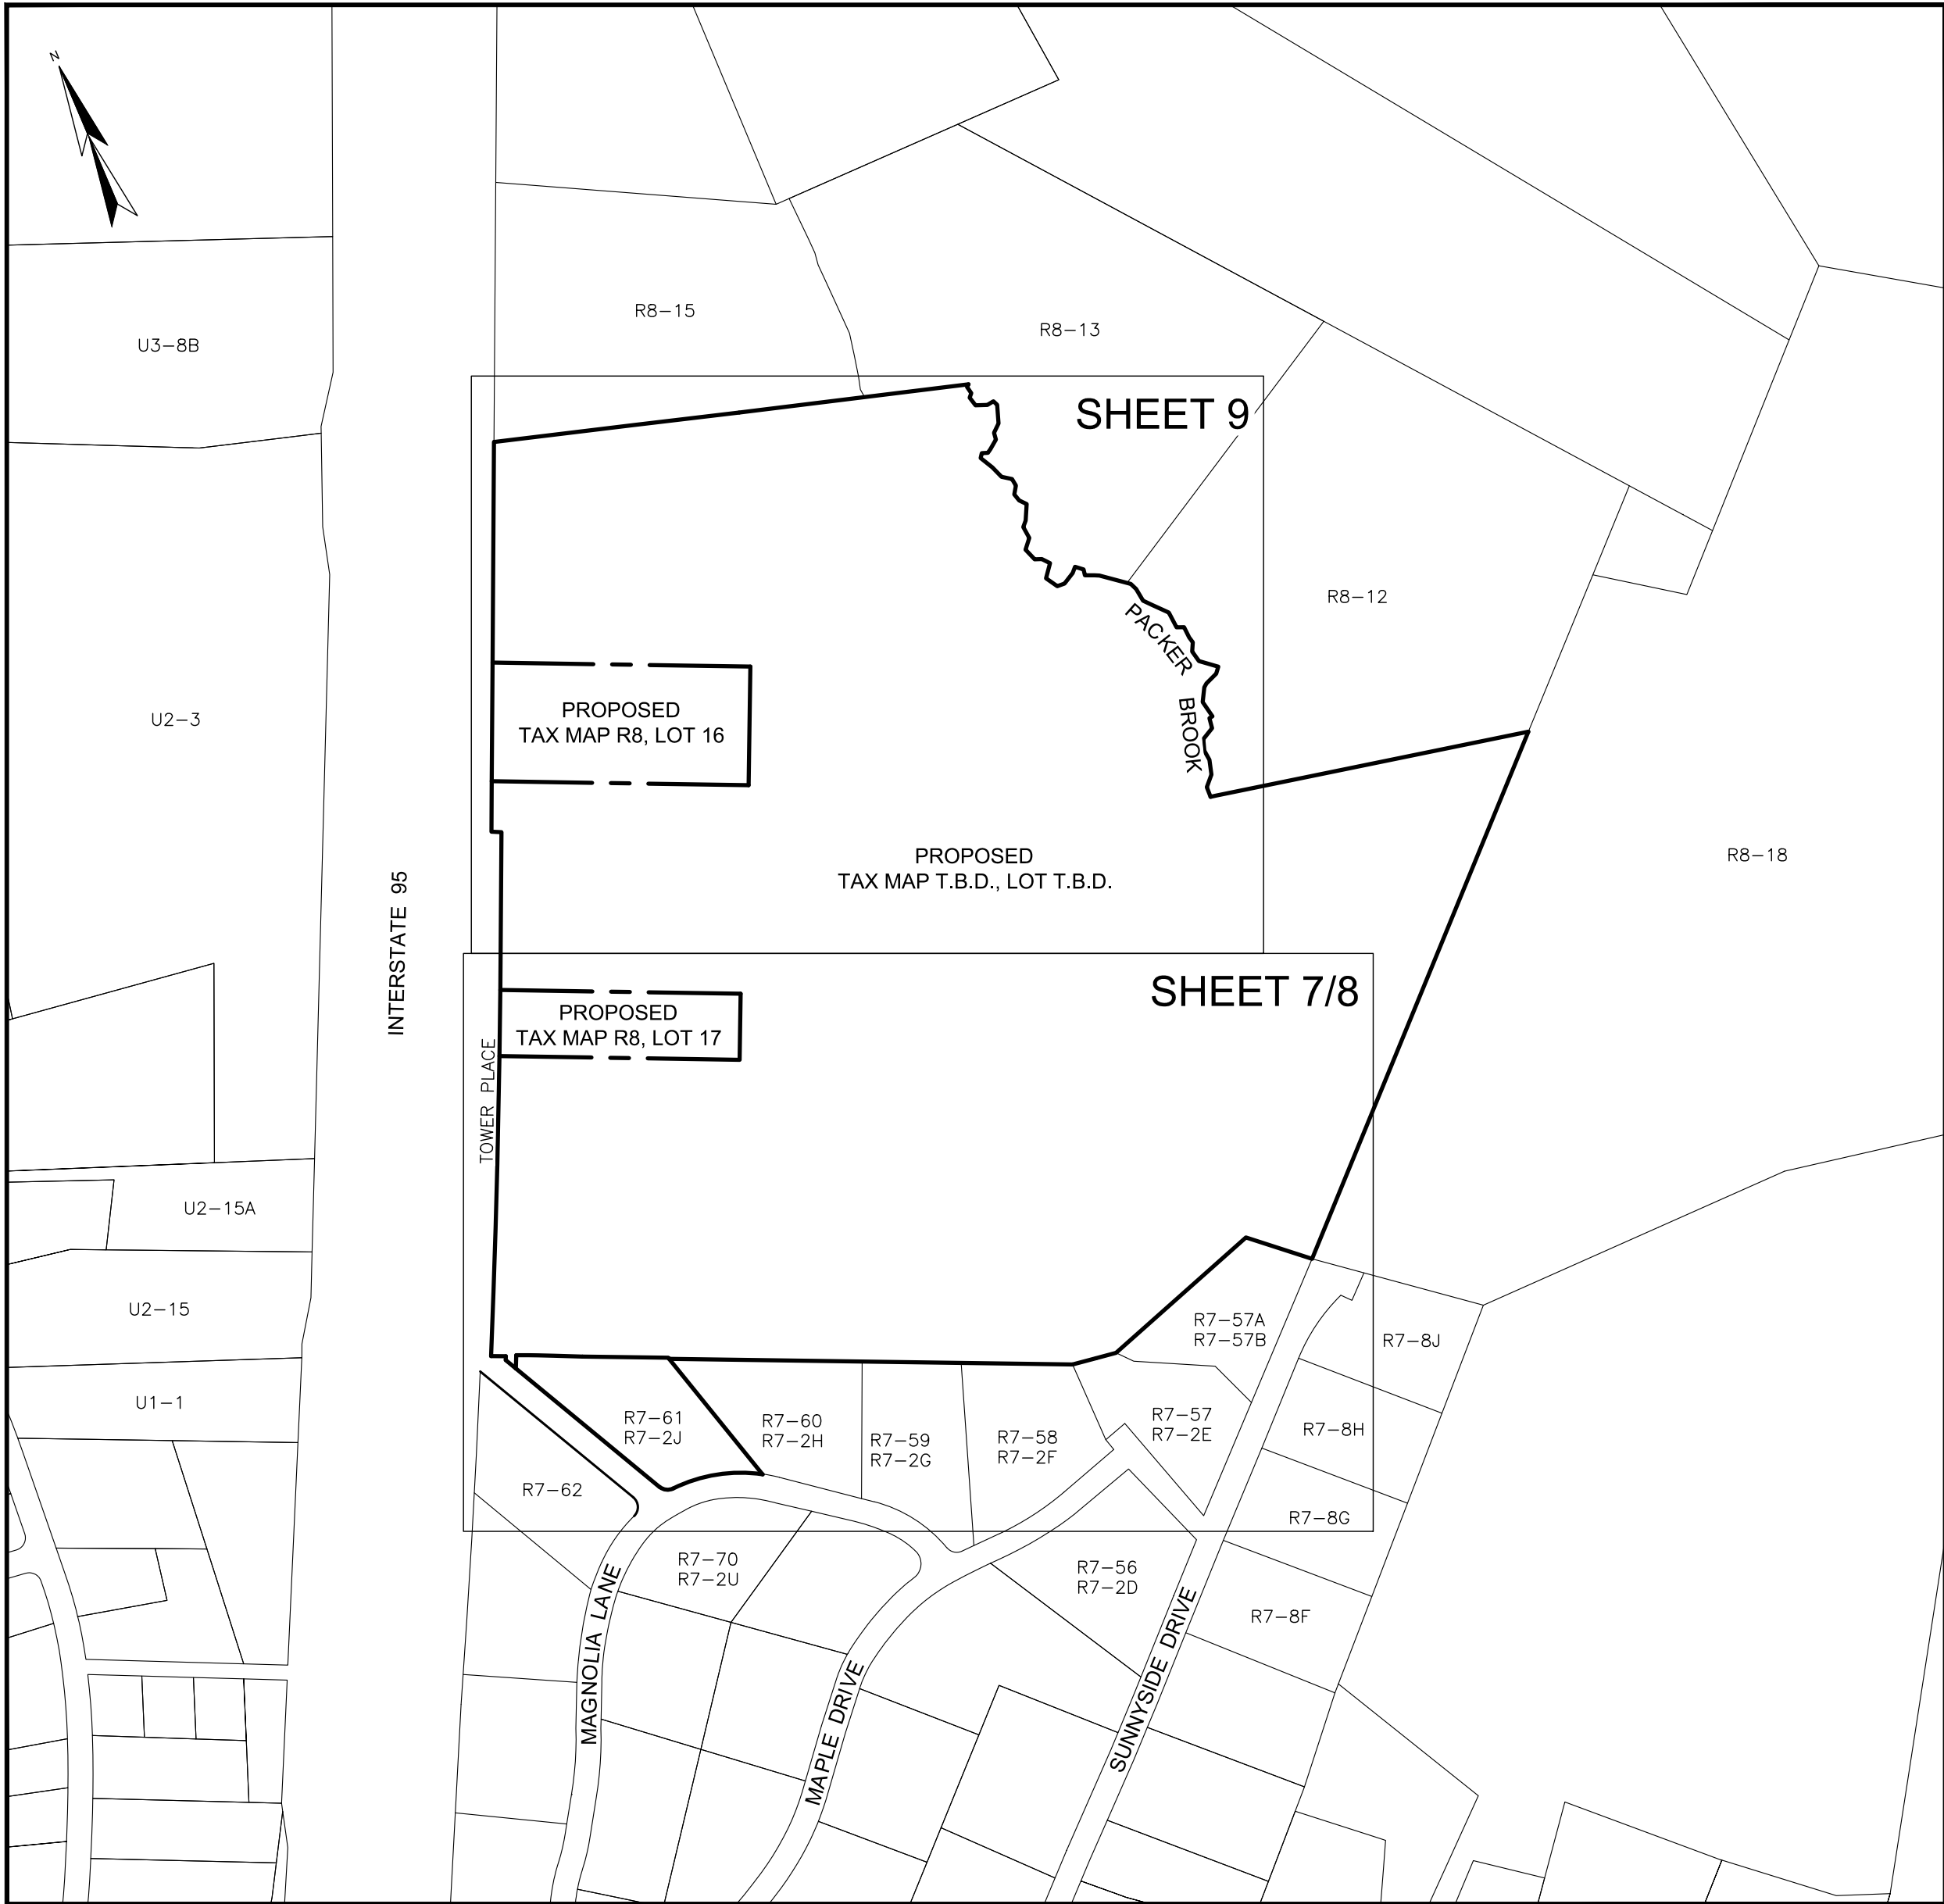 N
R8-15
R8-13
U3-8B
SHEET 9
R8-12
PACKER
BROOK
U2-3
PROPOSED
TAX MAP R8, LOT 16
PROPOSED
TAX MAP T.B.D., LOT T.B.D.
R8-18
INTERSTATE 95
SHEET 7/8
PROPOSED
TAX MAP R8, LOT 17
TOWER PLACE
U2-15A
U2-15
R7-57A
R7-57B
R7-8J
U1-1
R7-61
R7-2J
R7-60
R7-2H
R7-59
R7-2G
R7-58
R7-2F
R7-57
R7-2E
R7-8H
R7-62
R7-8G
R7-70
R7-2U
R7-56
R7-2D
R7-8F
MAGNOLIA LANE
MAPLE DRIVE
SUNNYSIDE DRIVE